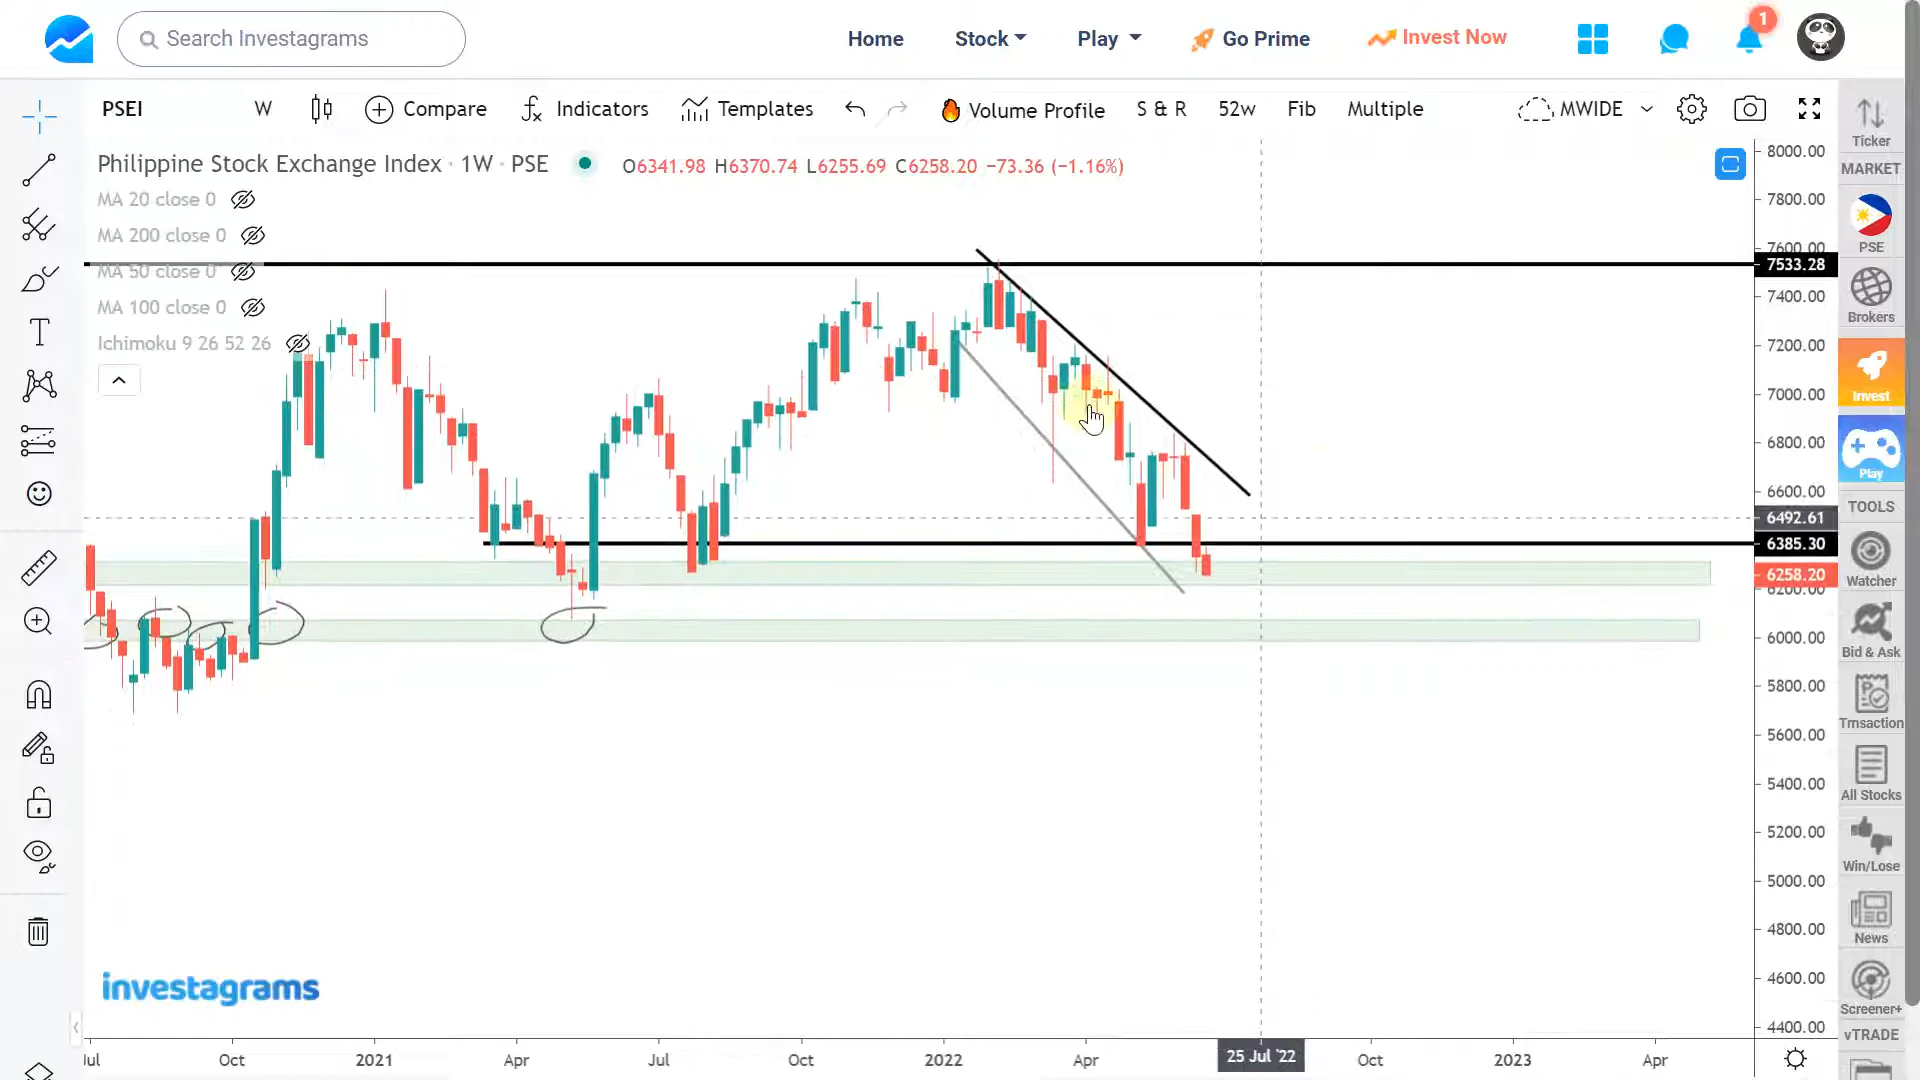 Search Investagrams
Home
Stock
Play
Go Prime
Invest Now
1
PSEI
W
Compare
Indicators
Templates
Volume Profile
S & R
52w
Fib
Multiple
MWIDE
Philippine Stock Exchange Index · 1W · PSE
O6341.98 H6370.74 L6255.69 C6258.20 −73.36 (−1.16%)
MA 20 close 0
MA 200 close 0
MA 50 close 0
MA 100 close 0
Ichimoku 9 26 52 26
8000.00
7800.00
7600.00
7533.28
7400.00
7200.00
7000.00
6800.00
6600.00
6492.61
6385.30
6258.20
6200.00
6000.00
5800.00
5600.00
5400.00
5200.00
5000.00
4800.00
4600.00
4400.00
investagrams
Jul
Oct
2021
Apr
Jul
Oct
2022
Apr
25 Jul '22
Oct
2023
Apr
Ticker
MARKET
PSE
Brokers
Invest
Play
TOOLS
Watcher
Bid & Ask
Trnsaction
All Stocks
Win/Lose
News
Screener+
vTRADE